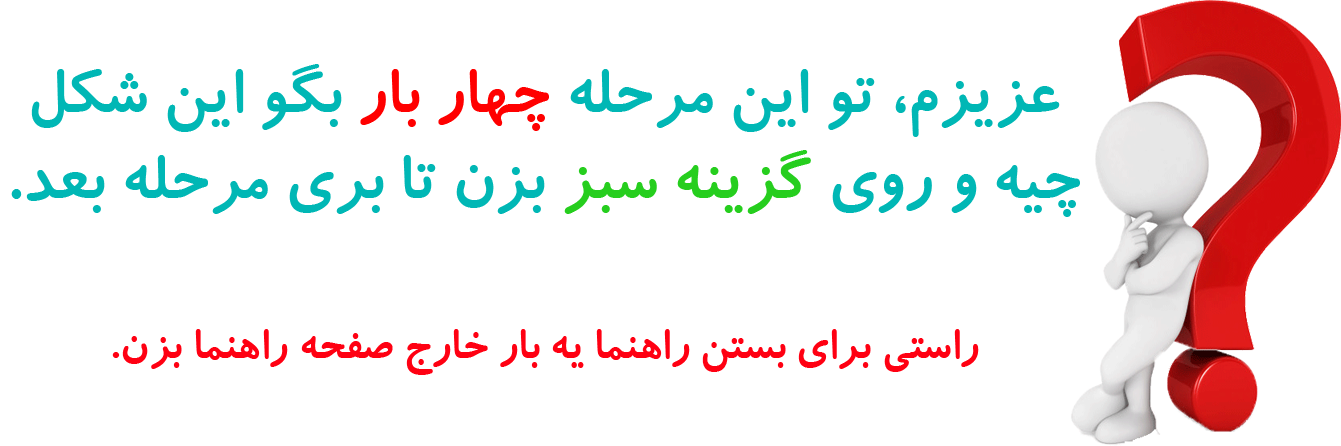 عزیزم، تو این مرحله چهار بار بگو این شکل
چیه و روی گزینه سبز بزن تا بری مرحله بعد.
راستی برای بستن راهنما یه بار خارج صفحه راهنما بزن.